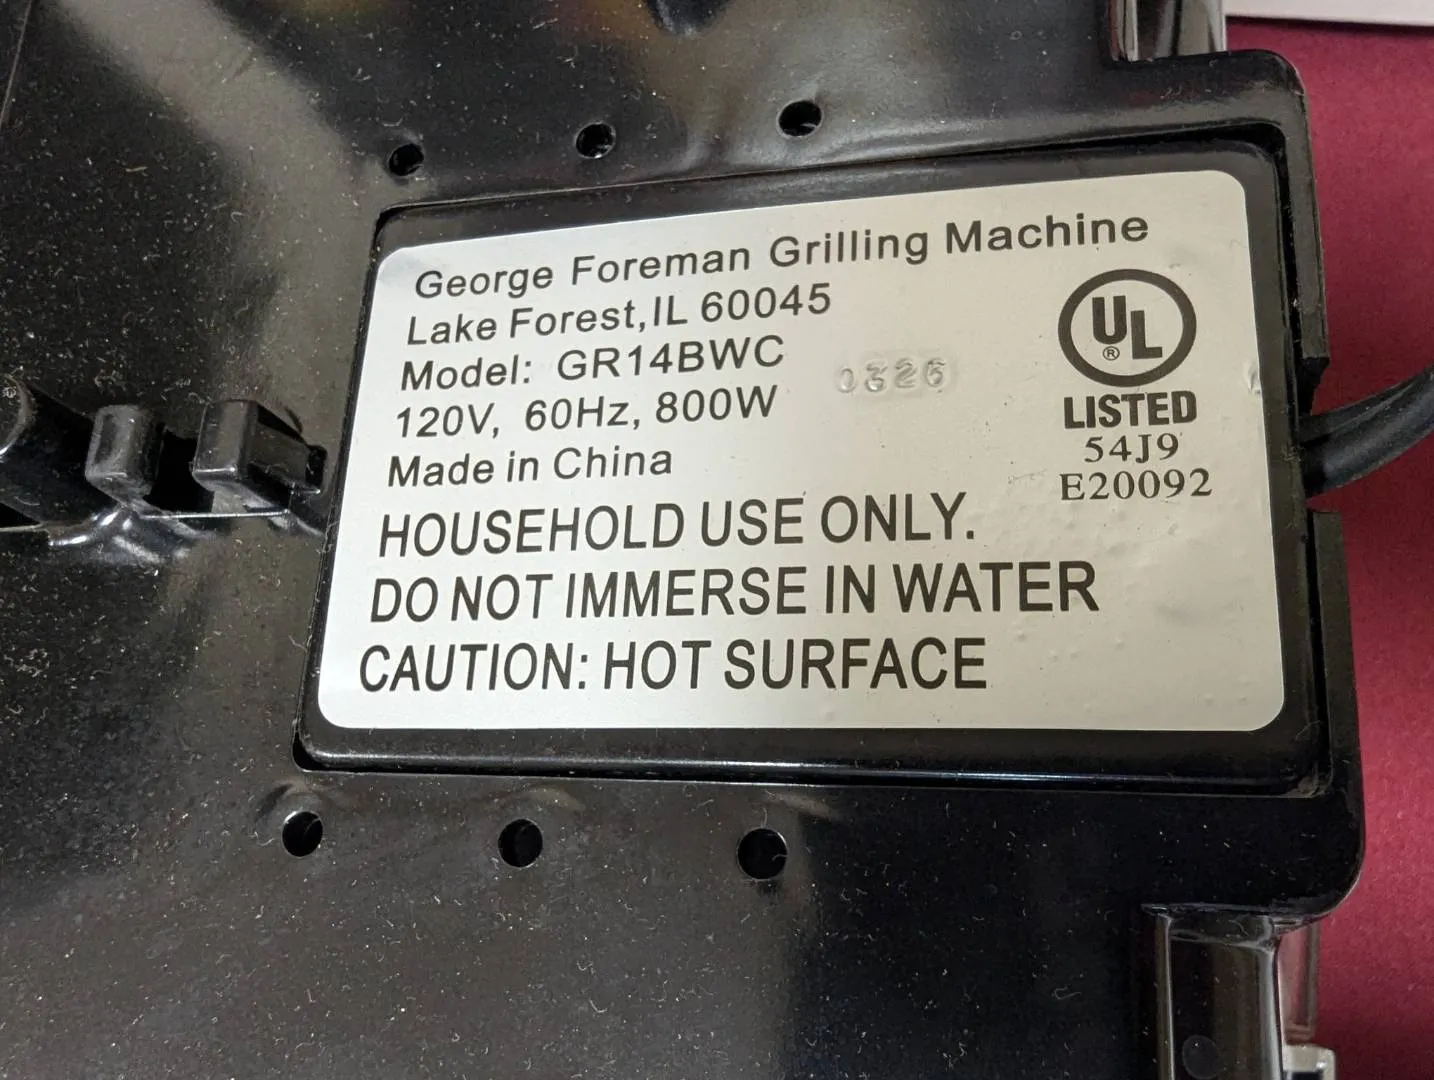 George Foreman Grilling Machine
Lake Forest,IL 60045
Model: GR14BWC
120V, 60Hz, 800W
0326
Made in China
UL
®
LISTED
54J9
E20092
HOUSEHOLD USE ONLY.
DO NOT IMMERSE IN WATER
CAUTION: HOT SURFACE